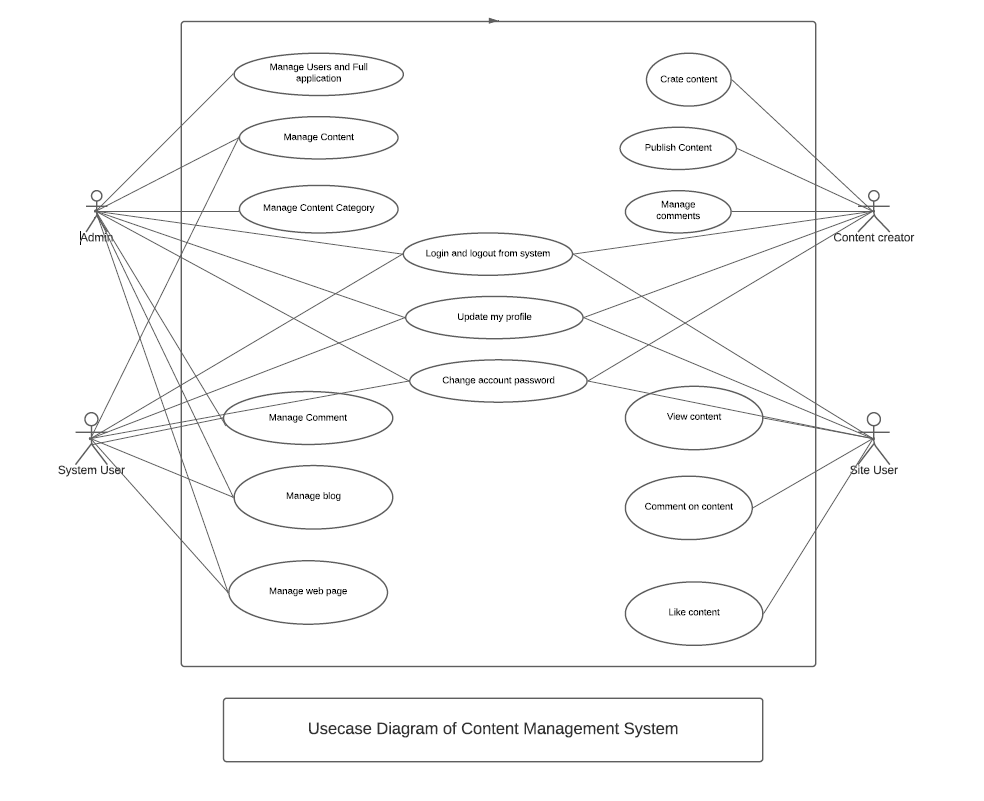 Manage Users and Full
application
Crate content
Manage Content
Publish Content
Manage Content Category
Manage
comments
Admin
Content creator
Login and logout from system
Update my profile
Change account password
Manage Comment
View content
System User
Site User
Manage blog
Comment on content
Manage web page
Like content
Usecase Diagram of Content Management System